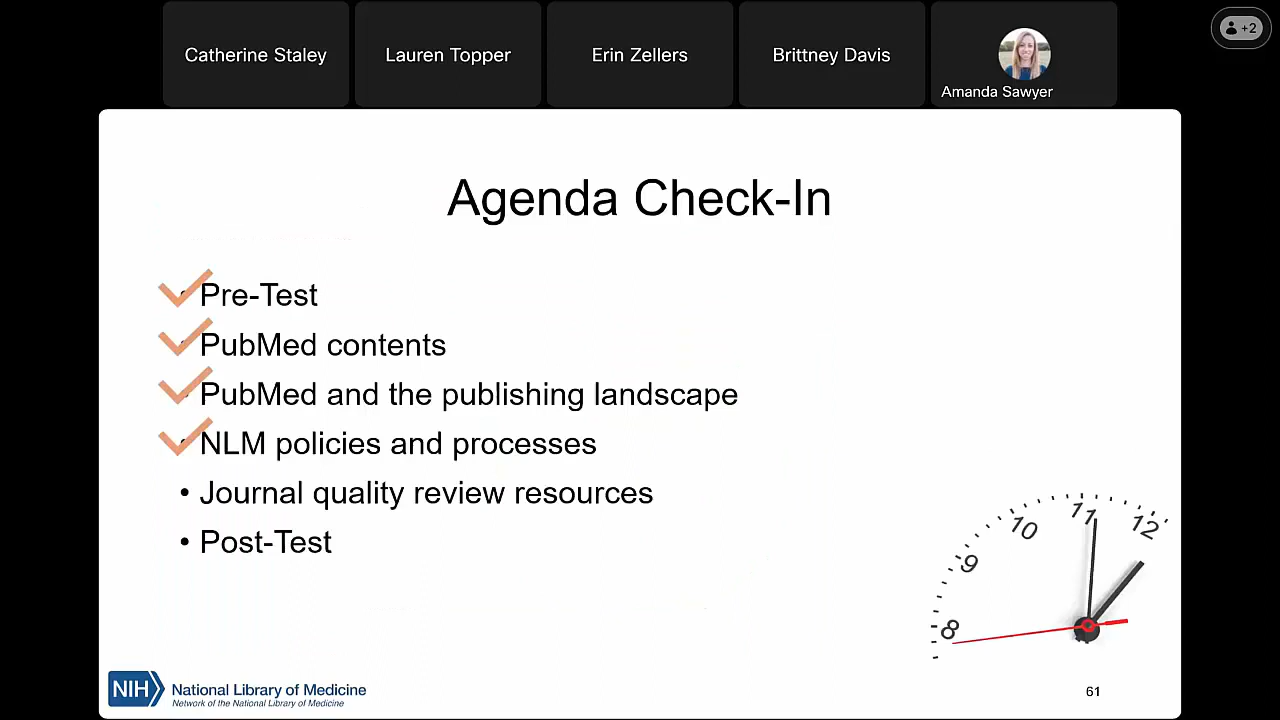 Catherine Staley
Lauren Topper
Erin Zellers
Brittney Davis
Amanda Sawyer
+2
Agenda Check-In
Pre-Test
PubMed contents
PubMed and the publishing landscape
NLM policies and processes
• Journal quality review resources
• Post-Test
8
9
10
11
12
NIH
National Library of Medicine
Network of the National Library of Medicine
61